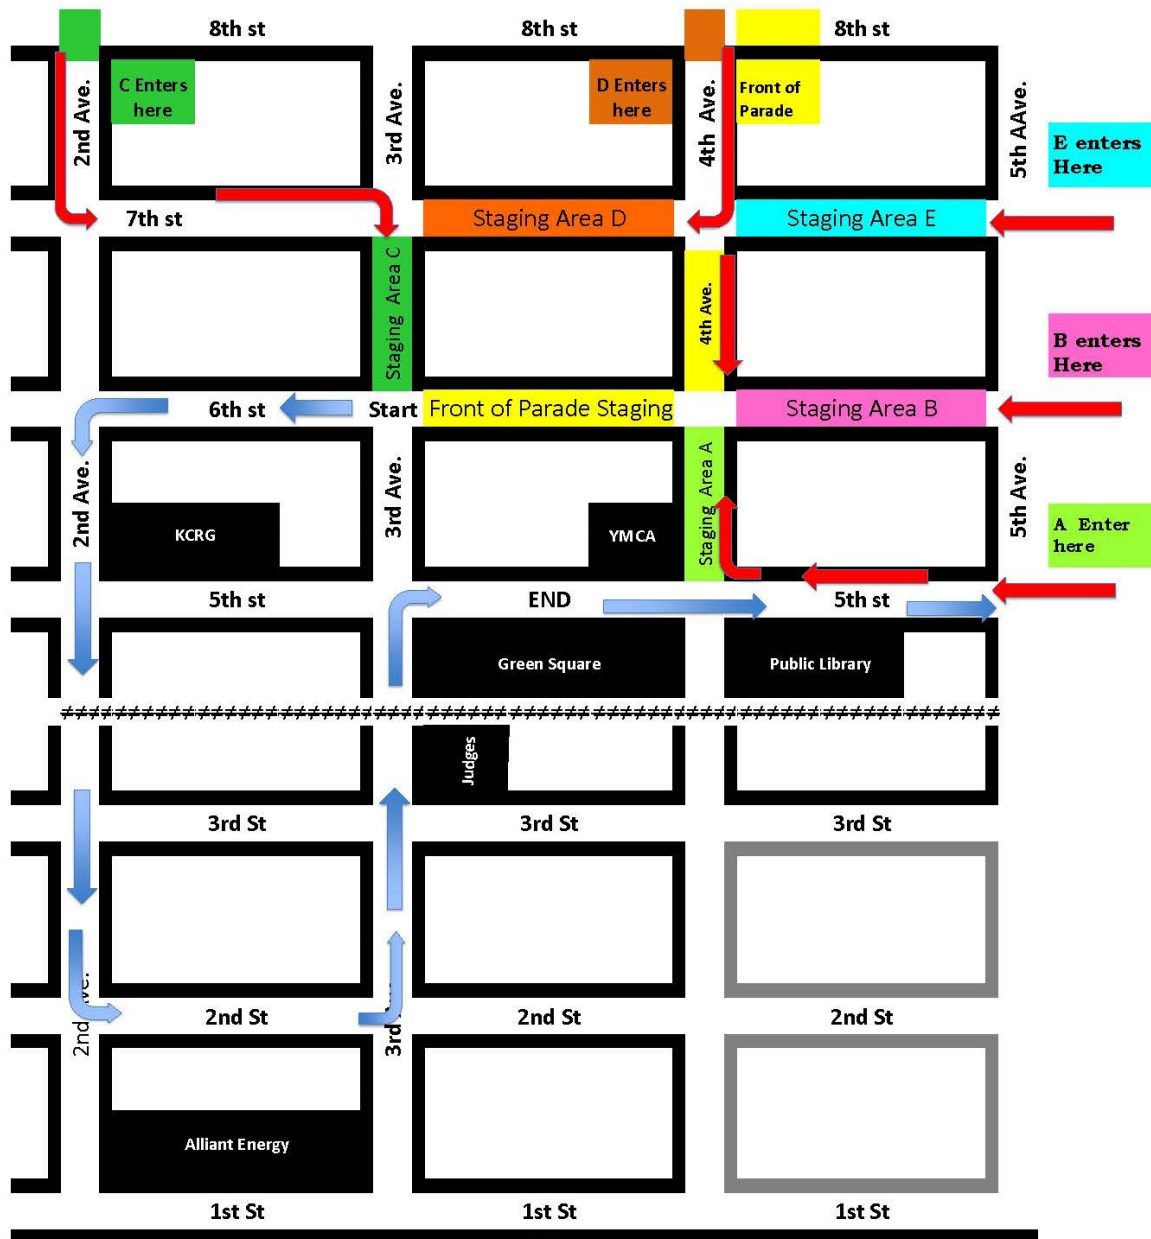 8th st
8th st
8th st
C Enters
here
D Enters
here
Front of
Parade
2nd Ave.
3rd Ave.
4th Ave.
5th AAve.
E enters
Here
7th st
Staging Area D
Staging Area E
Staging Area C
4th Ave.
B enters
Here
6th st
Start
Front of Parade Staging
Staging Area B
2nd Ave.
3rd Ave.
Staging Area A
5th Ave.
KCRG
YMCA
A Enter
here
5th st
END
5th st
Green Square
Public Library
Judges
3rd St
3rd St
3rd St
2nd Ave.
2nd St
3rd
2nd St
2nd St
Alliant Energy
1st St
1st St
1st St